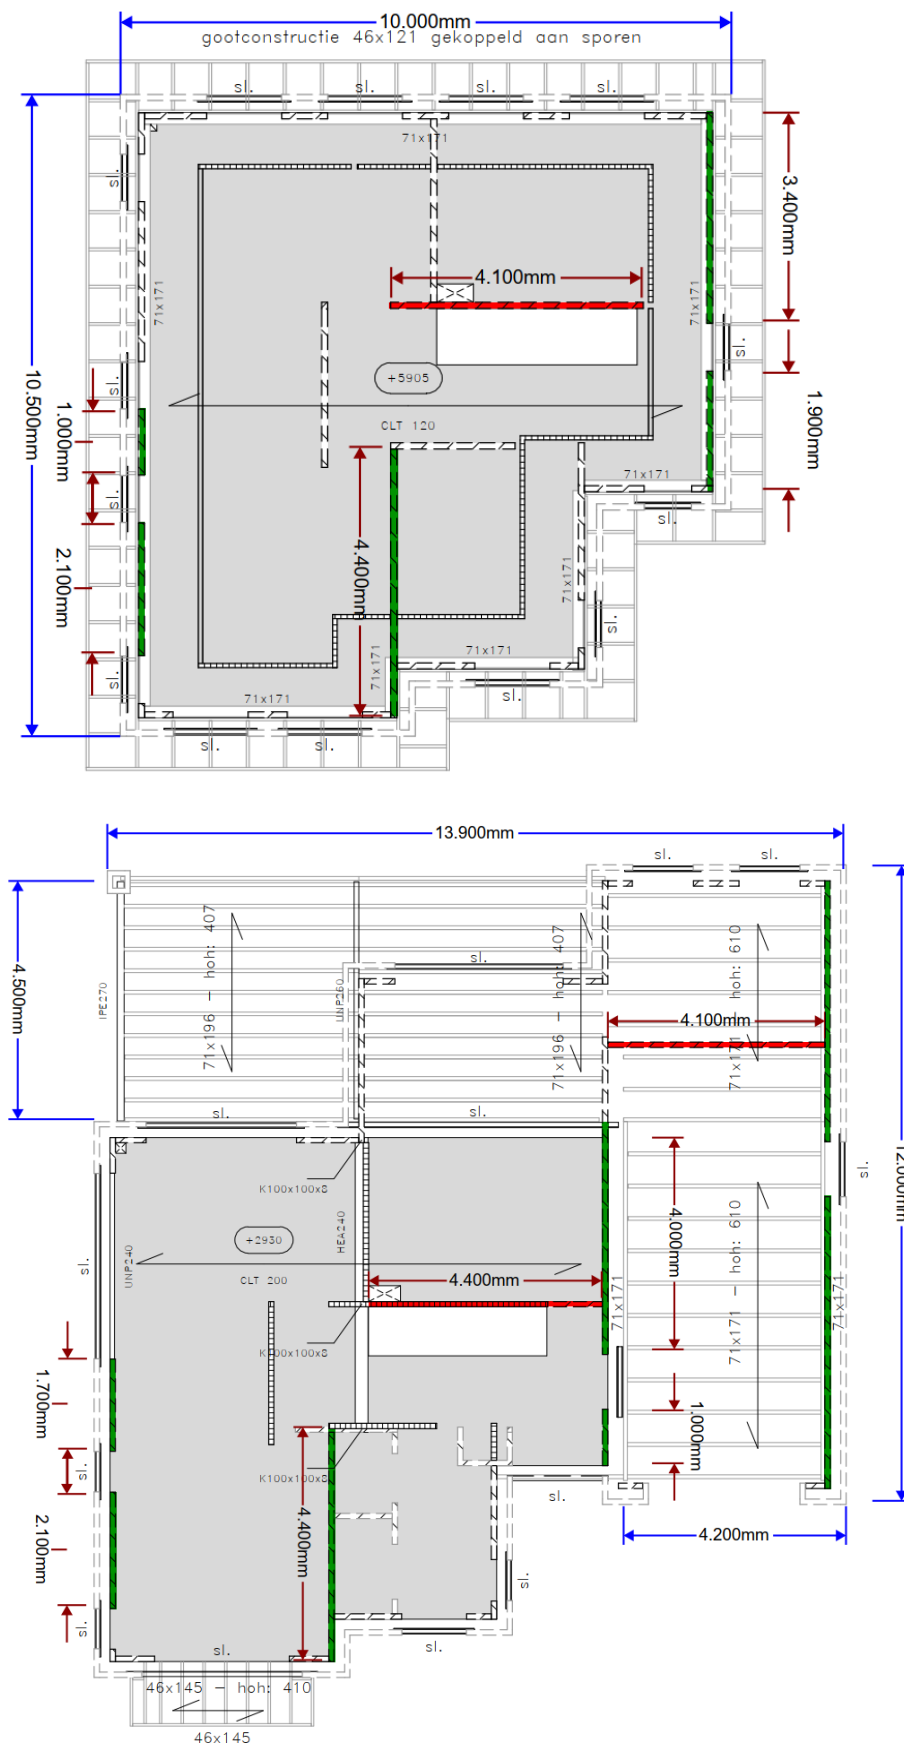 10.000mm
gootconstructie 46x121 gekoppeld aan sporen
sl.
sl.
sl.
sl.
71x171
sl.
3.400mm
4.100mm
71x171
71x171
10.500mm
sl.
+5905
sl.
1.000mm
CLT 120
1.900mm
71x171
sl.
sl.
2.100mm
4.400mm
71x171
sl.
71x171
71x171
sl.
71x171
sl.
sl.
sl.
13.900mm
sl.
sl.
4.500mm
IPE270
71x196 – hoh: 407
UNP260
sl.
71x196 – hoh: 407
71x171 – hoh: 610
4.100mm
sl.
sl.
sl.
K100x100x8
4.000mm
+2930
UNP240
HEA240
CLT 200
4.400mm
sl.
71x171
71x171 – hoh: 610
71x171
K100x100x8
1.700mm
1.000mm
sl.
K100x100x8
sl.
4.400mm
2.100mm
4.200mm
sl.
sl.
sl.
sl.
46x145 – hoh: 410
46x145